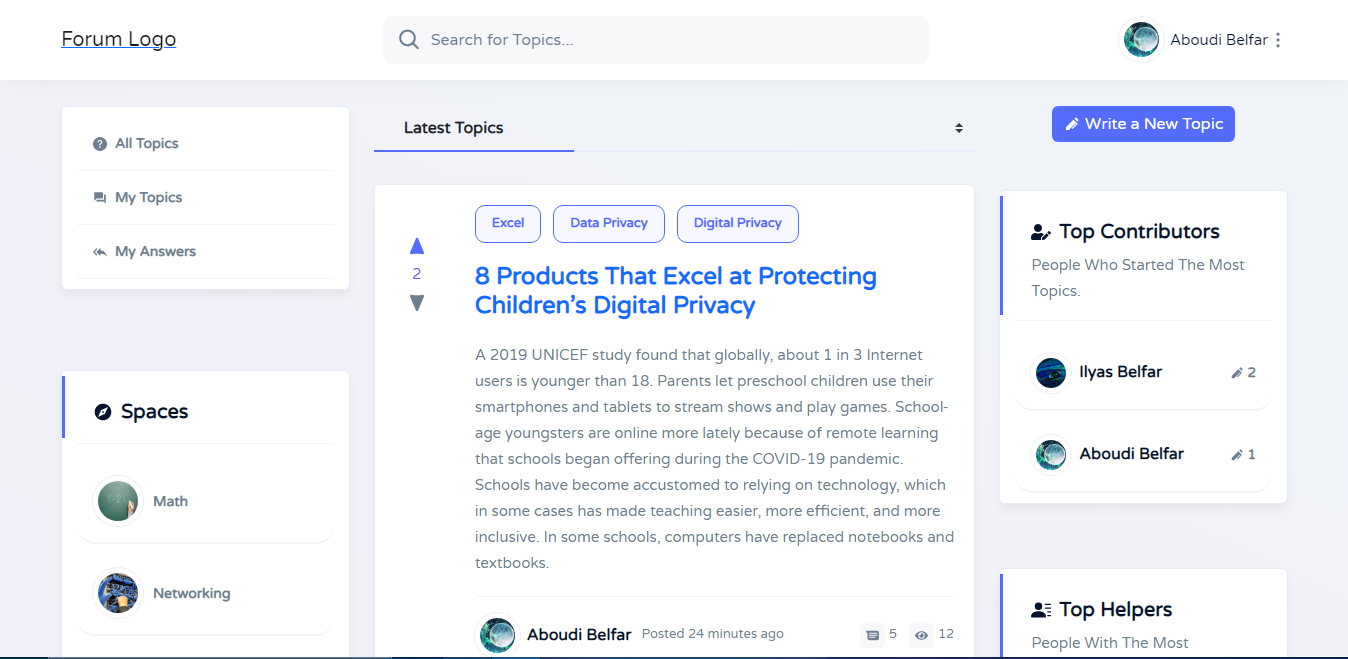 Forum Logo
Search for Topics...
Aboudi Belfar
All Topics
My Topics
My Answers
Spaces
Math
Networking
Latest Topics
Excel
Data Privacy
Digital Privacy
2
8 Products That Excel at Protecting
Children’s Digital Privacy
A 2019 UNICEF study found that globally, about 1 in 3 Internet
users is younger than 18. Parents let preschool children use their
smartphones and tablets to stream shows and play games. School-
age youngsters are online more lately because of remote learning
that schools began offering during the COVID-19 pandemic.
Schools have become accustomed to relying on technology, which
in some cases has made teaching easier, more efficient, and more
inclusive. In some schools, computers have replaced notebooks and
textbooks.
Aboudi Belfar Posted 24 minutes ago 5 12
Write a New Topic
Top Contributors
People Who Started The Most
Topics.
Ilyas Belfar 2
Aboudi Belfar 1
Top Helpers
People With The Most